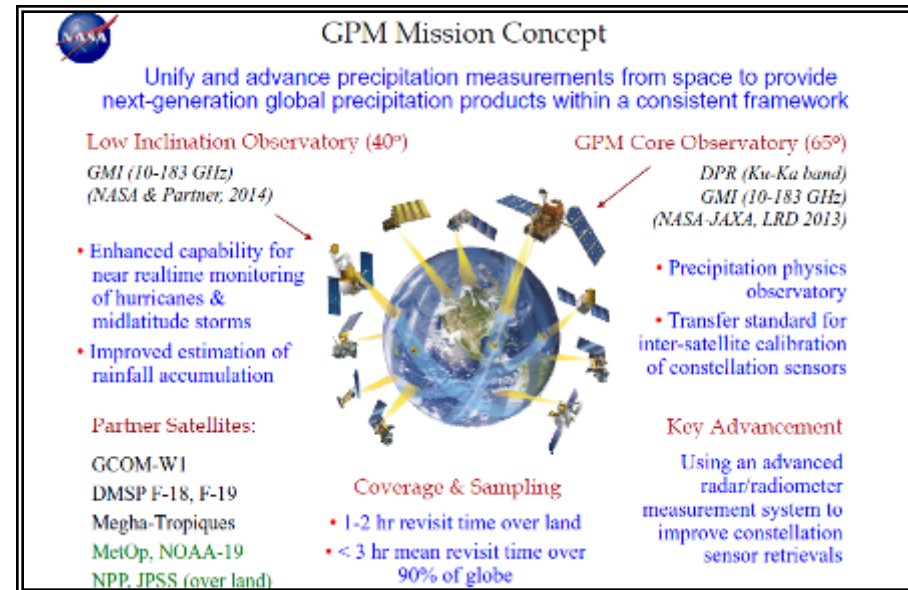 NASA
GPM Mission Concept
Unify and advance precipitation measurements from space to provide
next-generation global precipitation products within a consistent framework
Low Inclination Observatory (40º)
GMI (10-183 GHz)
(NASA & Partner, 2014)
• Enhanced capability for
near realtime monitoring
of hurricanes &
midlatitude storms
• Improved estimation of
rainfall accumulation
GPM Core Observatory (65º)
DPR (Ku-Ka band)
GMI (10-183 GHz)
(NASA-JAXA, LRD 2013)
• Precipitation physics
observatory
• Transfer standard for
inter-satellite calibration
of constellation sensors
Partner Satellites:
GCOM-W1
DMSP F-18, F-19
Megha-Tropiques
MetOp, NOAA-19
NPP, JPSS (over land)
Coverage & Sampling
• 1-2 hr revisit time over land
• < 3 hr mean revisit time over
90% of globe
Key Advancement
Using an advanced
radar/radiometer
measurement system to
improve constellation
sensor retrievals